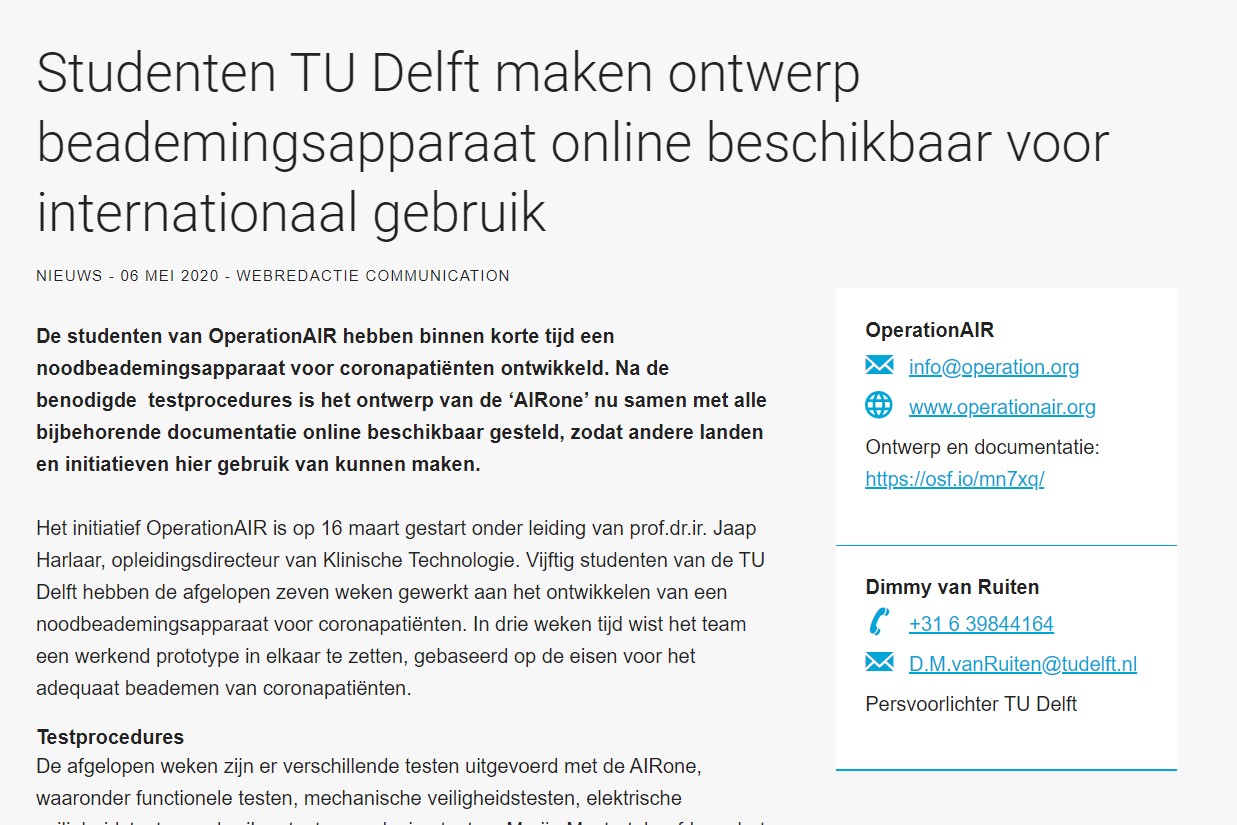 Studenten TU Delft maken ontwerp
beademingsapparaat online beschikbaar voor
internationaal gebruik
NIEUWS - 06 MEI 2020 - WEBREDACTIE COMMUNICATION
De studenten van OperationAIR hebben binnen korte tijd een
noodbeademingsapparaat voor coronapatiënten ontwikkeld. Na de
benodigde  testprocedures is het ontwerp van de ‘AIRone’ nu samen met alle
bijbehorende documentatie online beschikbaar gesteld, zodat andere landen
en initiatieven hier gebruik van kunnen maken.
Het initiatief OperationAIR is op 16 maart gestart onder leiding van prof.dr.ir. Jaap
Harlaar, opleidingsdirecteur van Klinische Technologie. Vijftig studenten van de TU
Delft hebben de afgelopen zeven weken gewerkt aan het ontwikkelen van een
noodbeademingsapparaat voor coronapatiënten. In drie weken tijd wist het team
een werkend prototype in elkaar te zetten, gebaseerd op de eisen voor het
adequaat beademen van coronapatiënten.
Testprocedures
De afgelopen weken zijn er verschillende testen uitgevoerd met de AIRone,
waaronder functionele testen, mechanische veiligheidstesten, elektrische
OperationAIR
info@operation.org
www.operationair.org
Ontwerp en documentatie:
https://osf.io/mn7xq/
Dimmy van Ruiten
+31 6 39844164
D.M.vanRuiten@tudelft.nl
Persvoorlichter TU Delft